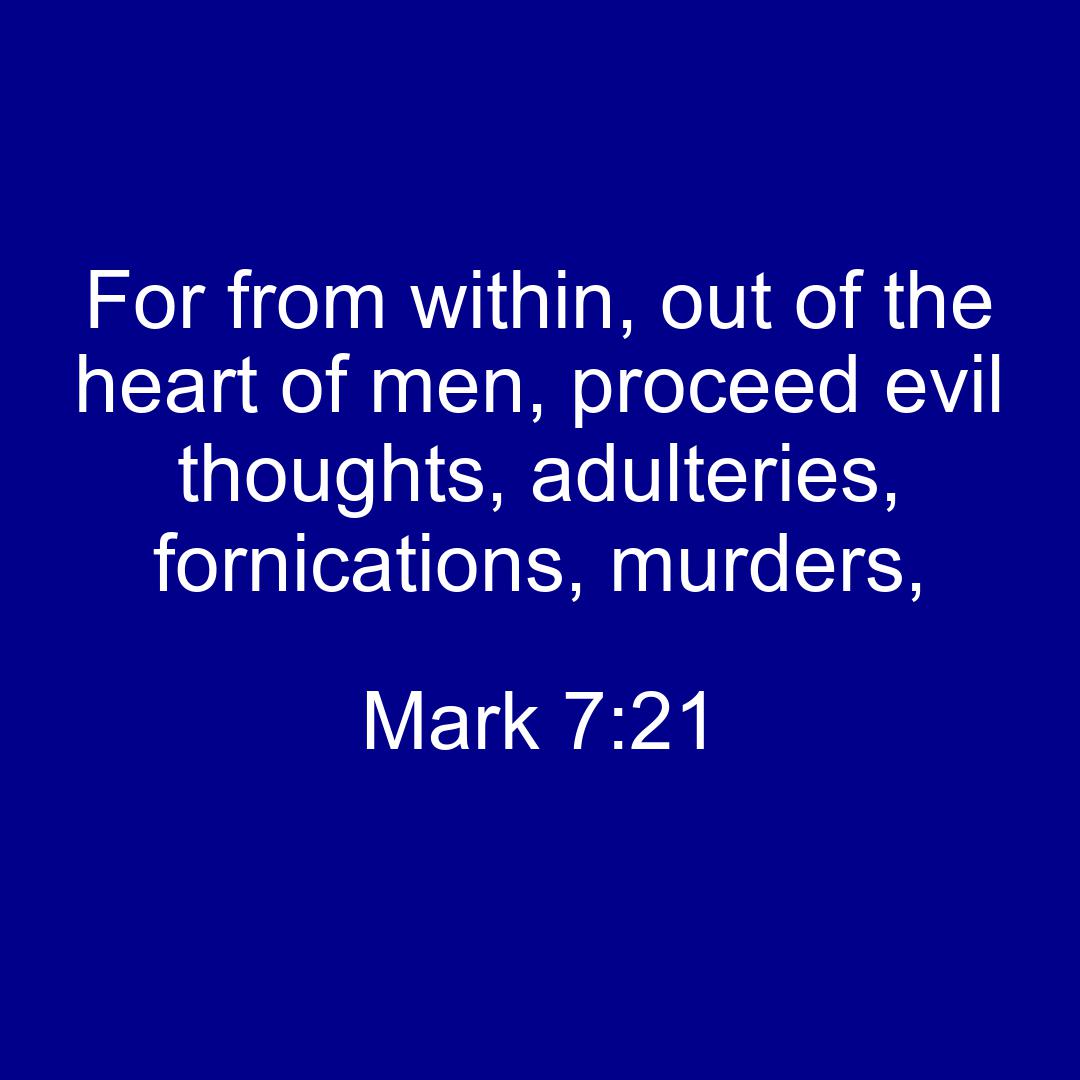 For from within, out of the
heart of men, proceed evil
thoughts, adulteries,
fornications, murders,
Mark 7:21